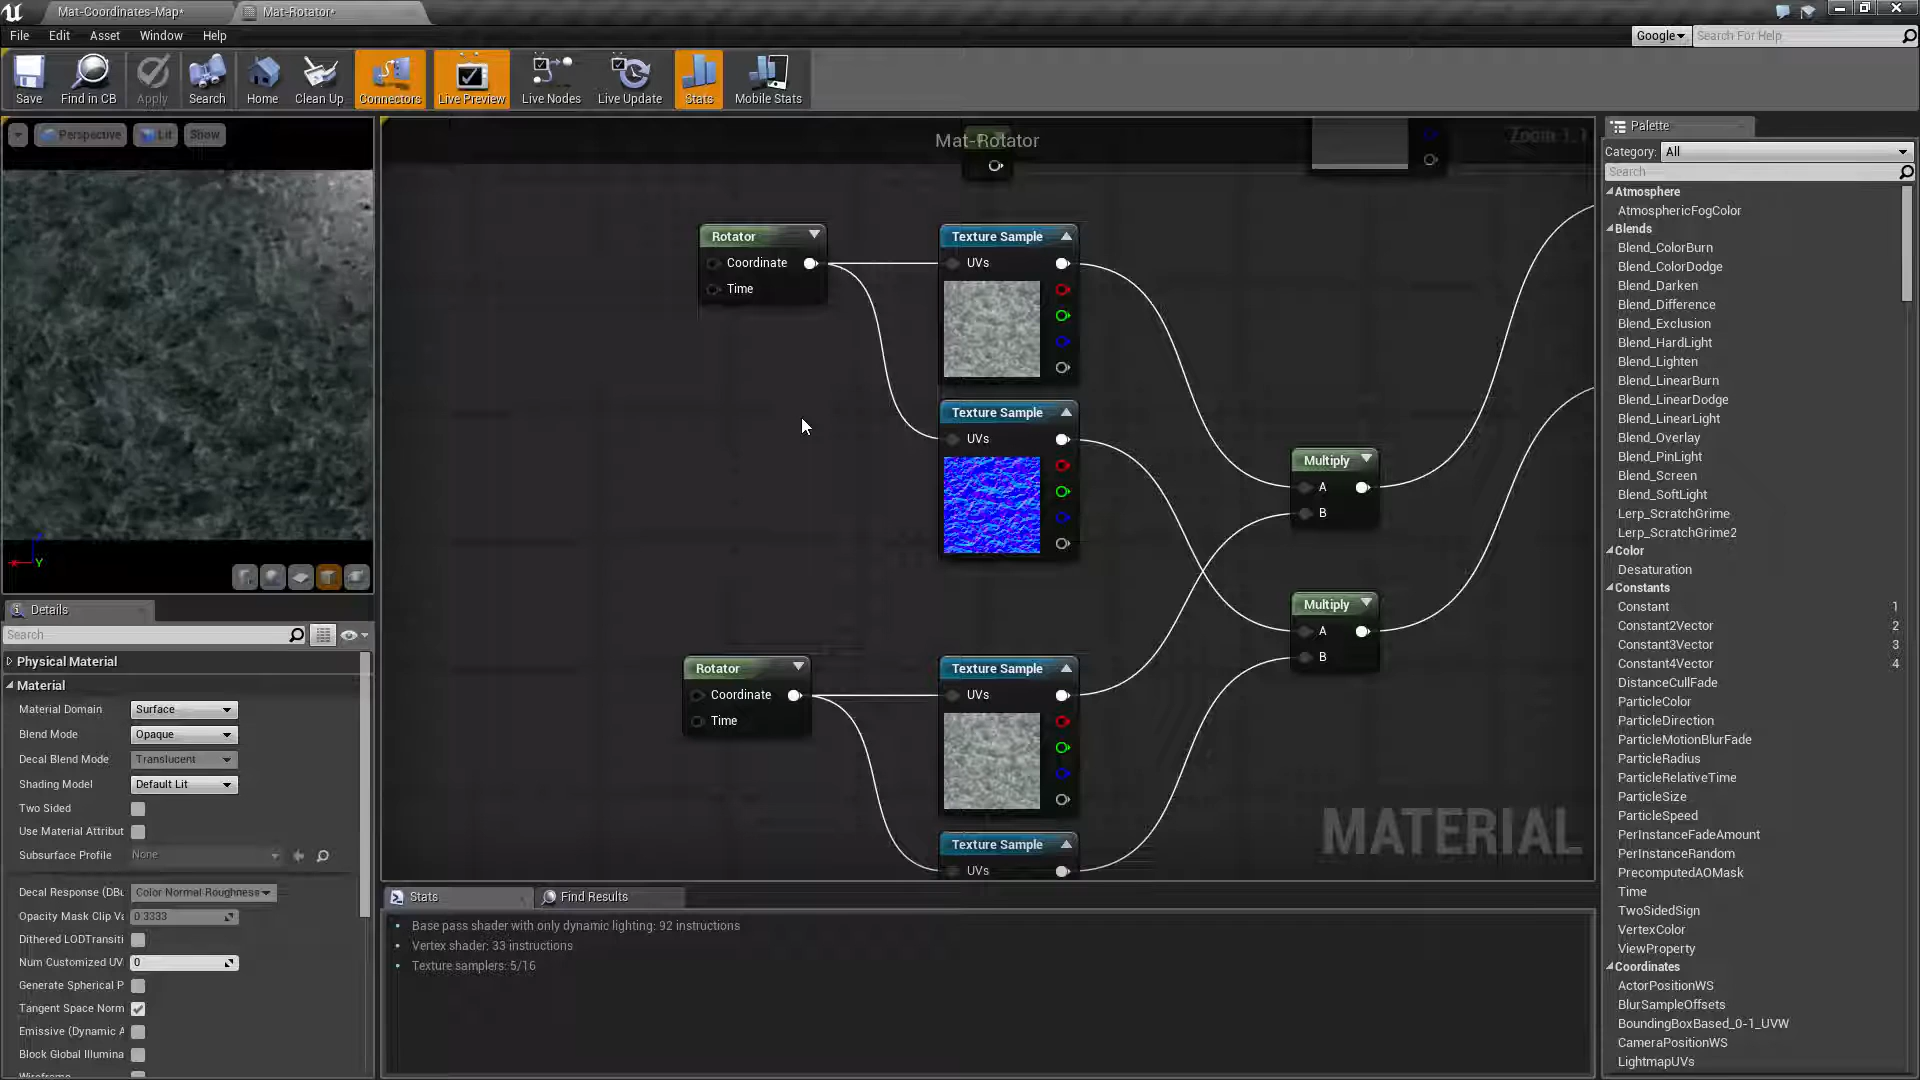 Mat-Coordinates-Map*
Mat-Rotator*
File Edit Asset Window Help
Google
Search For Help
Save Find in CB Apply Search Home Clean Up Connectors Live Preview Live Nodes Live Update Stats Mobile Stats
Perspective Lit Show
Y
Mat-Rotator
Zoom 1:1
Rotator
Coordinate
Time
Texture Sample
UVs
Texture Sample
UVs
Multiply
A
B
Multiply
A
B
Rotator
Coordinate
Time
Texture Sample
UVs
Texture Sample
UVs
MATERIAL
Details
Search
Physical Material
Material
Material Domain Surface
Blend Mode Opaque
Decal Blend Mode Translucent
Shading Model Default Lit
Two Sided
Use Material Attribut
Subsurface Profile None
Decal Response (DBu Color Normal Roughness
Opacity Mask Clip Va 0.3333
Dithered LODTransiti
Num Customized UV 0
Generate Spherical P
Tangent Space Norm
Emissive (Dynamic A
Block Global Illumina
Wireframe
Stats
Find Results
Base pass shader with only dynamic lighting: 92 instructions
Vertex shader: 33 instructions
Texture samplers: 5/16
Palette
Category: All
Search
Atmosphere
AtmosphericFogColor
Blends
Blend_ColorBurn
Blend_ColorDodge
Blend_Darken
Blend_Difference
Blend_Exclusion
Blend_HardLight
Blend_Lighten
Blend_LinearBurn
Blend_LinearDodge
Blend_LinearLight
Blend_Overlay
Blend_PinLight
Blend_Screen
Blend_SoftLight
Lerp_ScratchGrime
Lerp_ScratchGrime2
Color
Desaturation
Constants
Constant 1
Constant2Vector 2
Constant3Vector 3
Constant4Vector 4
DistanceCullFade
ParticleColor
ParticleDirection
ParticleMotionBlurFade
ParticleRadius
ParticleRelativeTime
ParticleSize
ParticleSpeed
PerInstanceFadeAmount
PerInstanceRandom
PrecomputedAOMask
Time
TwoSidedSign
VertexColor
ViewProperty
Coordinates
ActorPositionWS
BlurSampleOffsets
BoundingBoxBased_0-1_UVW
CameraPositionWS
LightmapUVs